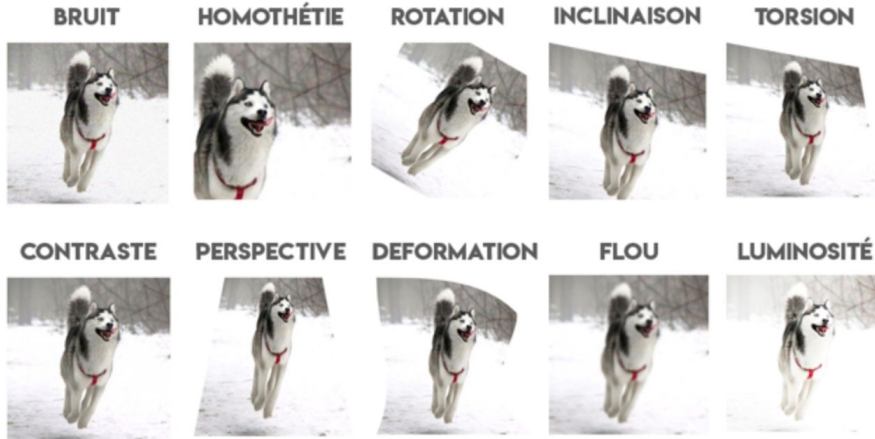 BRUIT HOMOTHÉTIE ROTATION INCLINAISON TORSION
CONTRASTE PERSPECTIVE DEFORMATION FLOU LUMINOSITÉ